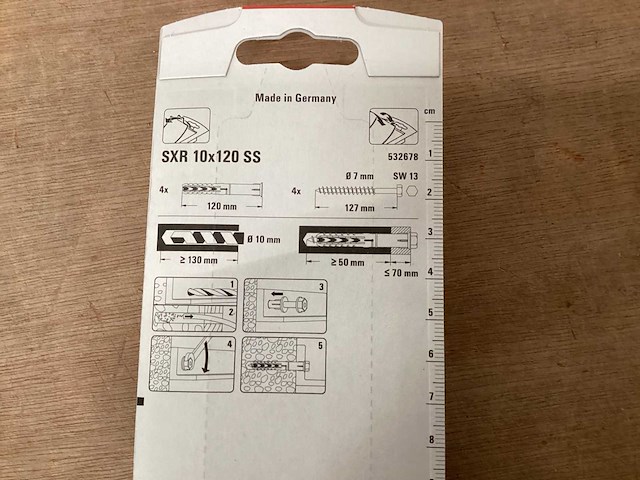 Made in Germany
cm
SXR 10x120 SS
532678
1
4x
120 mm
4x
Ø 7 mm
SW 13
127 mm
2
3
Ø 10 mm
≥ 130 mm
≥ 50 mm
≤ 70 mm
4
1
2
3
5
4
5
6
7
8